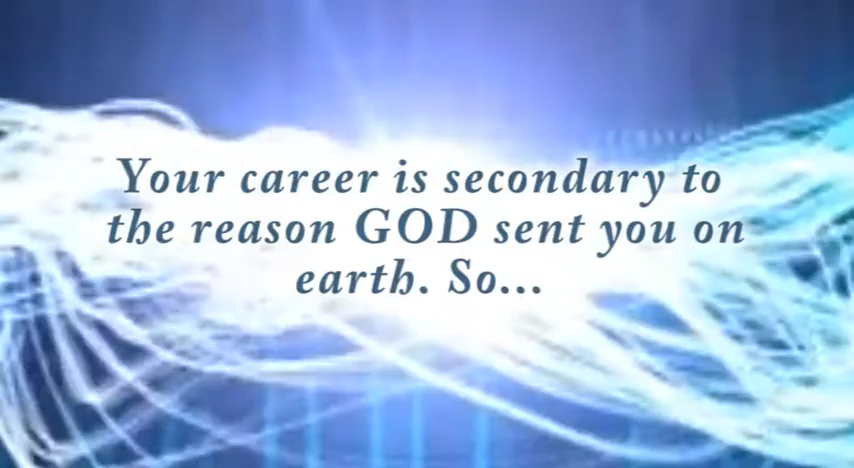 Your career is secondary to
the reason GOD sent you on
earth. So...